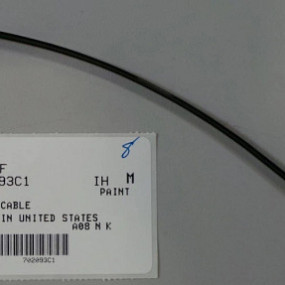 8
F
93C1 IH M
PAINT
CABLE
IN UNITED STATES
A08 N K
702093C1